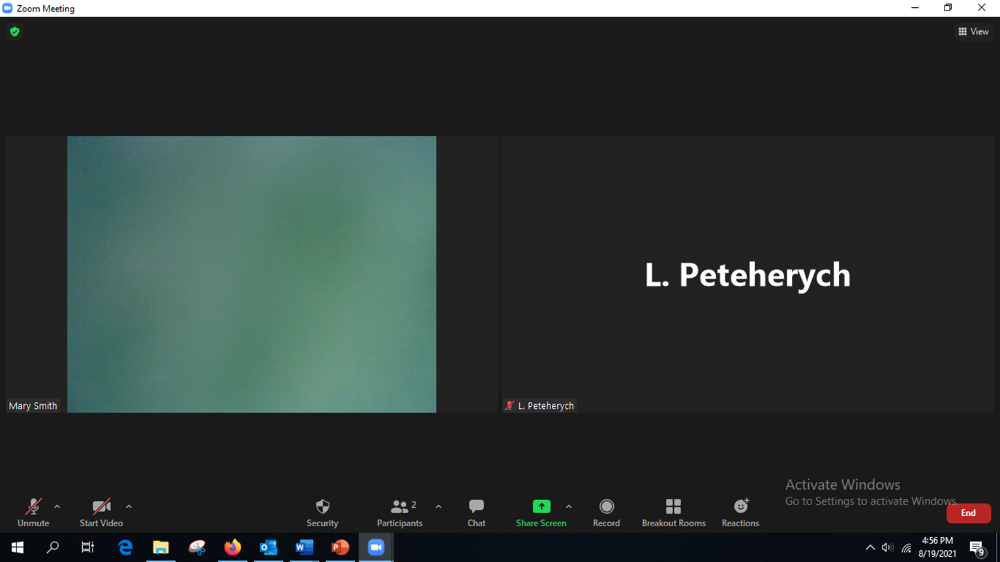 Zoom Meeting
View
L. Peteherych
Mary Smith
L. Peteherych
Activate Windows
Go to Settings to activate Windows.
Unmute
Start Video
Security
2
Participants
Chat
Share Screen
Record
Breakout Rooms
Reactions
End
4:56 PM
8/19/2021
9